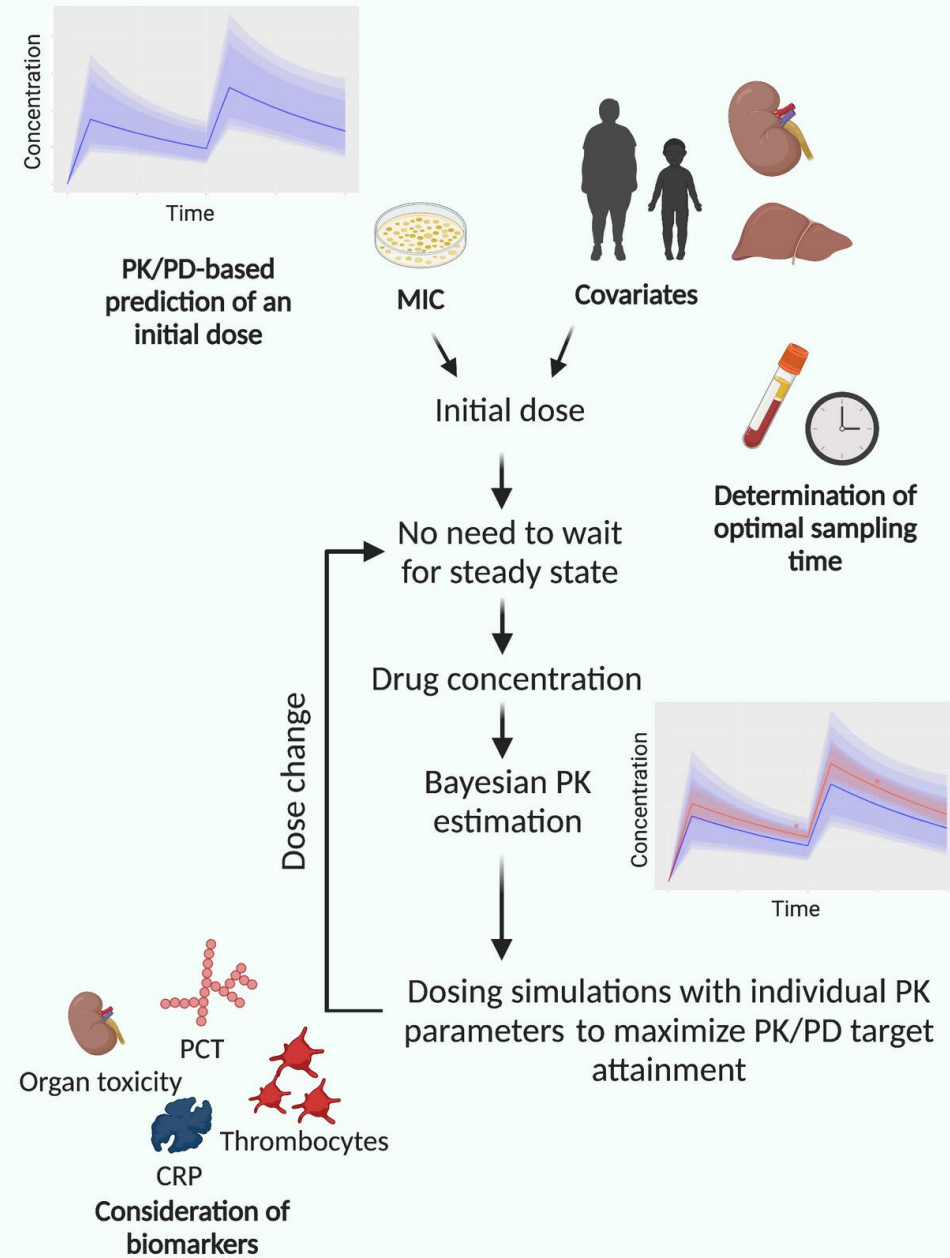 Concentration
Time
PK/PD-based
prediction of an
initial dose
MIC
Covariates
Initial dose
Determination of
optimal sampling
time
No need to wait
for steady state
Drug concentration
Dose change
Bayesian PK
estimation
Concentration
Time
Dosing simulations with individual PK
parameters to maximize PK/PD target
attainment
PCT
Organ toxicity
Thrombocytes
CRP
Consideration of
biomarkers